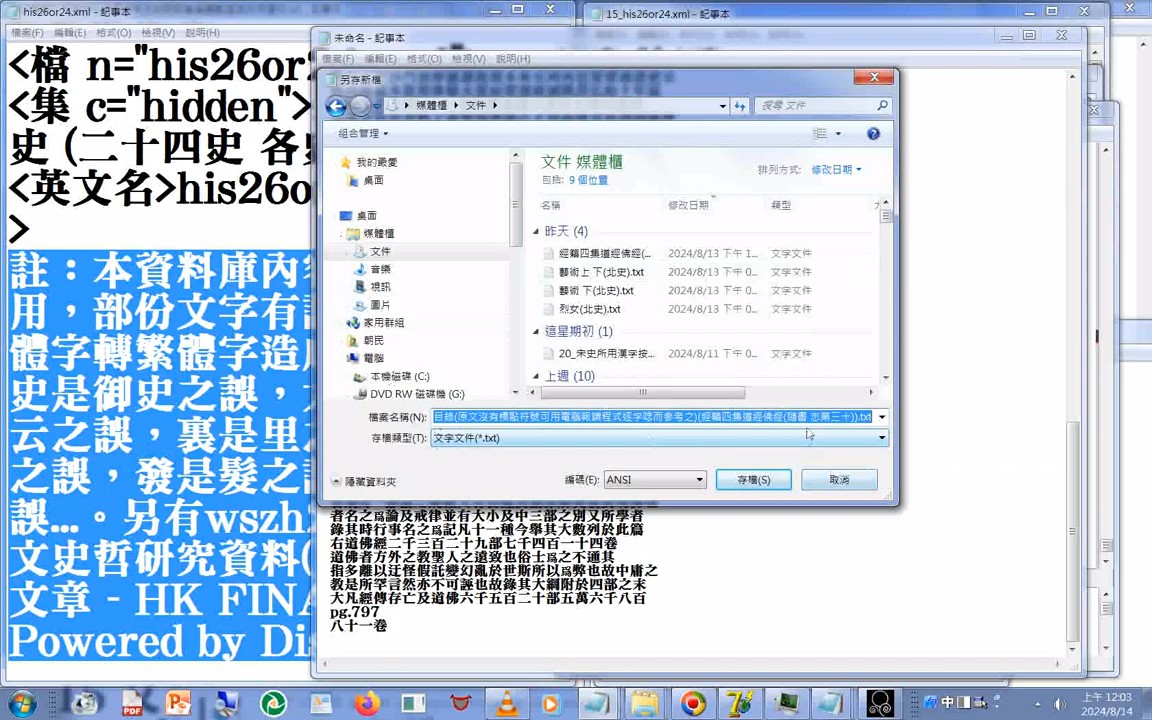 his26or24.xml - 記事本
15_his26or24.xml - 記事本
檔案(F) 編輯(E) 格式(O) 檢視(V) 說明(H)
<檔 n="his26or
<集 c="hidden">
史 (二十四史 各
<英文名>his26o
>
註：本資料庫內
用，部份文字有
體字轉繁體字造
史是御史之誤，
云之誤，裏是里
之誤，發是髮之
誤...。另有wszh
文史哲研究資料(
文章 - HK FINA
Powered by Di
未命名 - 記事本
檔案(F) 編輯(E) 格式(O) 檢視(V) 說明(H)
另存新檔
媒體櫃 文件
搜尋 文件
組合管理
我的最愛
桌面
桌面
媒體櫃
文件
音樂
視訊
圖片
家用群組
朝民
電腦
本機磁碟 (C:)
DVD RW 磁碟機 (G:)
文件 媒體櫃
包括: 9 個位置
排列方式: 修改日期
名稱 修改日期 類型
昨天 (4)
經籍四集道經佛經(... 2024/8/13 下午 1... 文字文件
藝術上 下(北史).txt 2024/8/13 下午 0... 文字文件
藝術 下(北史).txt 2024/8/13 下午 0... 文字文件
烈女(北史).txt 2024/8/13 下午 0... 文字文件
這星期初 (1)
20_宋史所用漢字按... 2024/8/11 下午 0... 文字文件
上週 (10)
檔案名稱(N): 目錄(原文沒有標點符號可用電腦報讀程式逐字唸而參考之)(經籍四集道經佛經(隨書 志第三十)).txt
存檔類型(T): 文字文件(*.txt)
隱藏資料夾
編碼(E): ANSI
存檔(S)
取消
者名之爲論及戒律並有大小及中三部之別又所學者
錄其時行事名之爲記凡十一種今舉其大數列於此篇
右道佛經二千三百二十九部七千四百一十四卷
道佛者方外之教聖人之遠致也俗士爲之不通其
指多離以迂怪假託變幻亂於世斯所以爲弊也故中庸之
教是所罕言然亦不可誣也故錄其大綱附於四部之末
大凡經傳存亡及道佛六千五百二十部五萬六千八百
pg.797
八十一卷
中
上午 12:03
2024/8/14